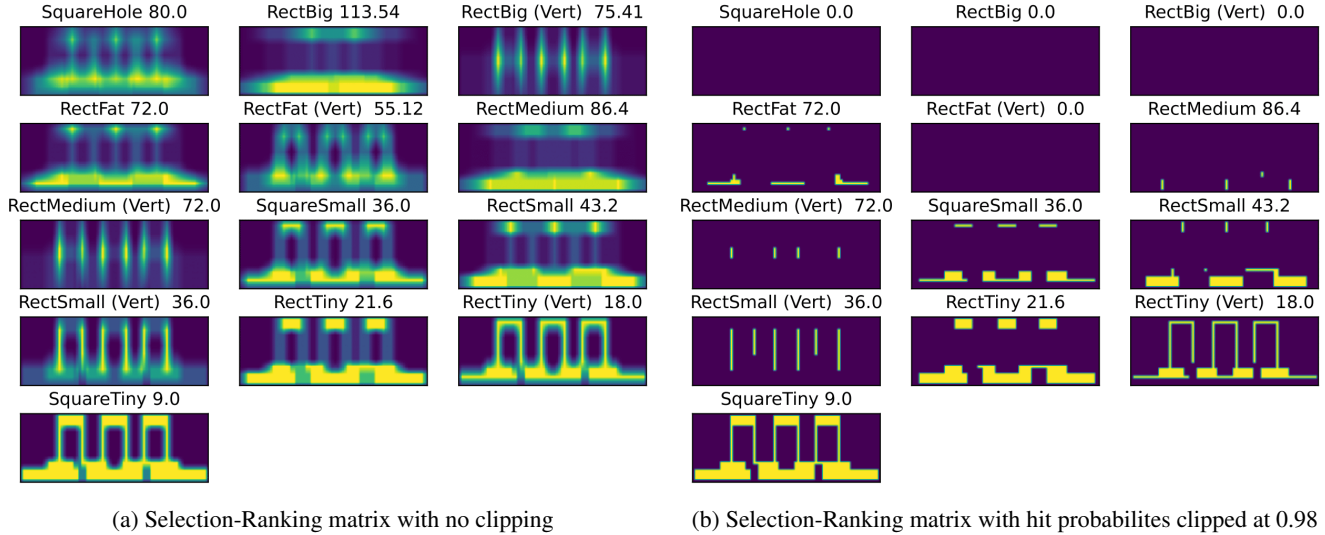 SquareHole 80.0
RectBig 113.54
RectBig (Vert)  75.41
RectFat 72.0
RectFat (Vert)  55.12
RectMedium 86.4
RectMedium (Vert)  72.0
SquareSmall 36.0
RectSmall 43.2
RectSmall (Vert)  36.0
RectTiny 21.6
RectTiny (Vert)  18.0
SquareTiny 9.0
(a) Selection-Ranking matrix with no clipping
SquareHole 0.0
RectBig 0.0
RectBig (Vert)  0.0
RectFat 72.0
RectFat (Vert)  0.0
RectMedium 86.4
RectMedium (Vert)  72.0
SquareSmall 36.0
RectSmall 43.2
RectSmall (Vert)  36.0
RectTiny 21.6
RectTiny (Vert)  18.0
SquareTiny 9.0
(b) Selection-Ranking matrix with hit probabilites clipped at 0.98